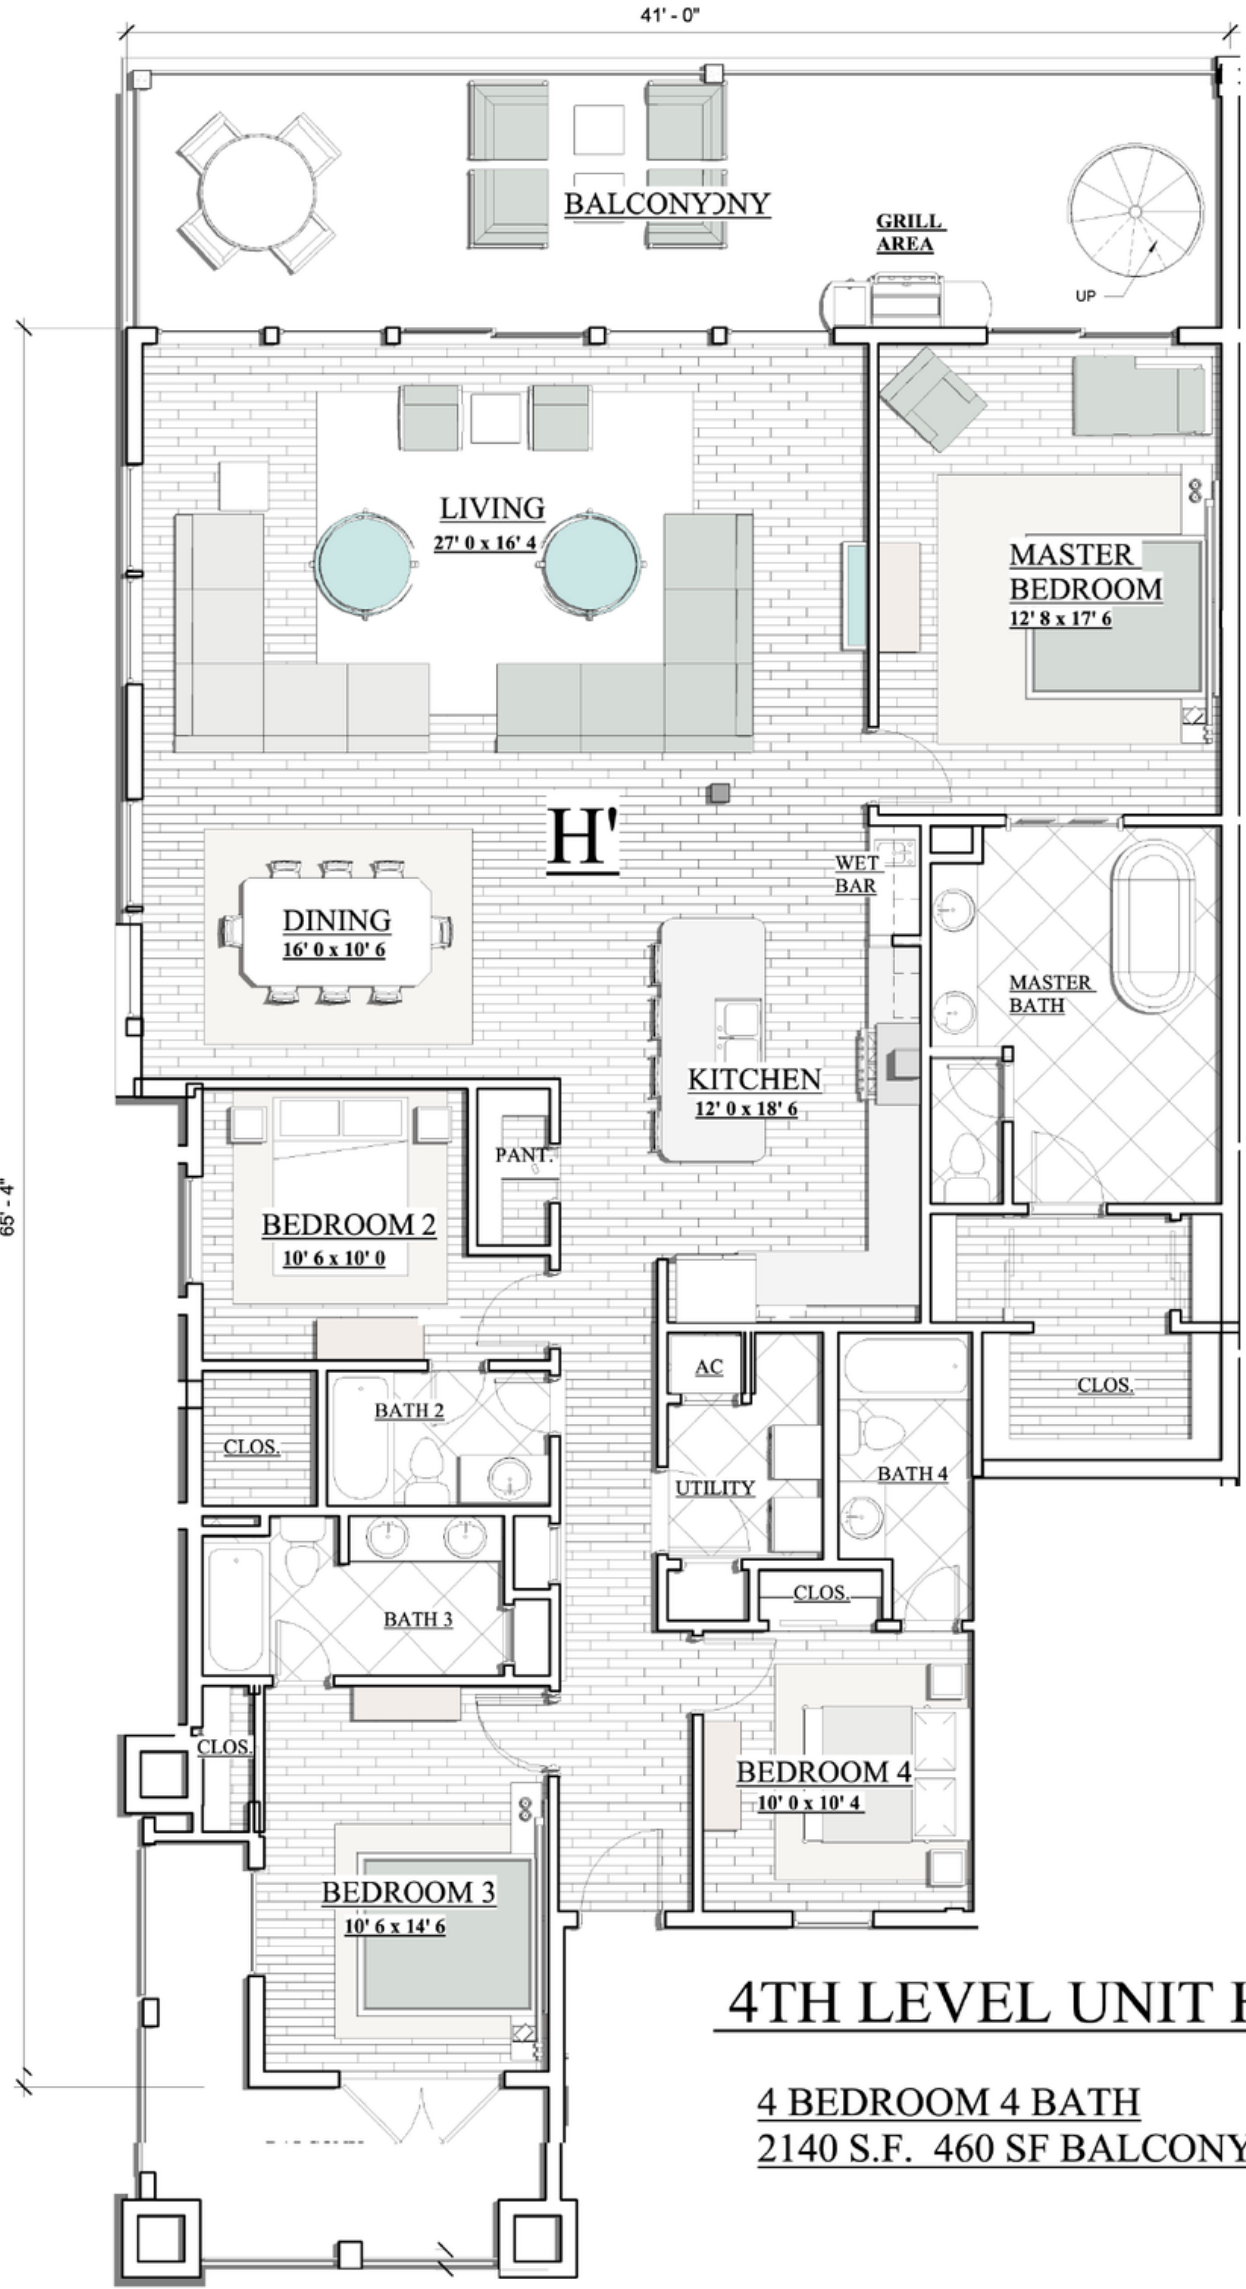 41' - 0"
BALCONY
GRILL
AREA
UP
LIVING
27' 0 x 16' 4
MASTER
BEDROOM
12' 8 x 17' 6
H'
WET
BAR
DINING
16' 0 x 10' 6
MASTER
BATH
KITCHEN
12' 0 x 18' 6
PANT.
65' - 4"
BEDROOM 2
10' 6 x 10' 0
AC
CLOS.
BATH 2
CLOS.
BATH 4
UTILITY
CLOS.
BATH 3
CLOS.
BEDROOM 4
10' 0 x 10' 4
BEDROOM 3
10' 6 x 14' 6
4TH LEVEL UNIT
4 BEDROOM 4 BATH
2140 S.F. 460 SF BALCONY